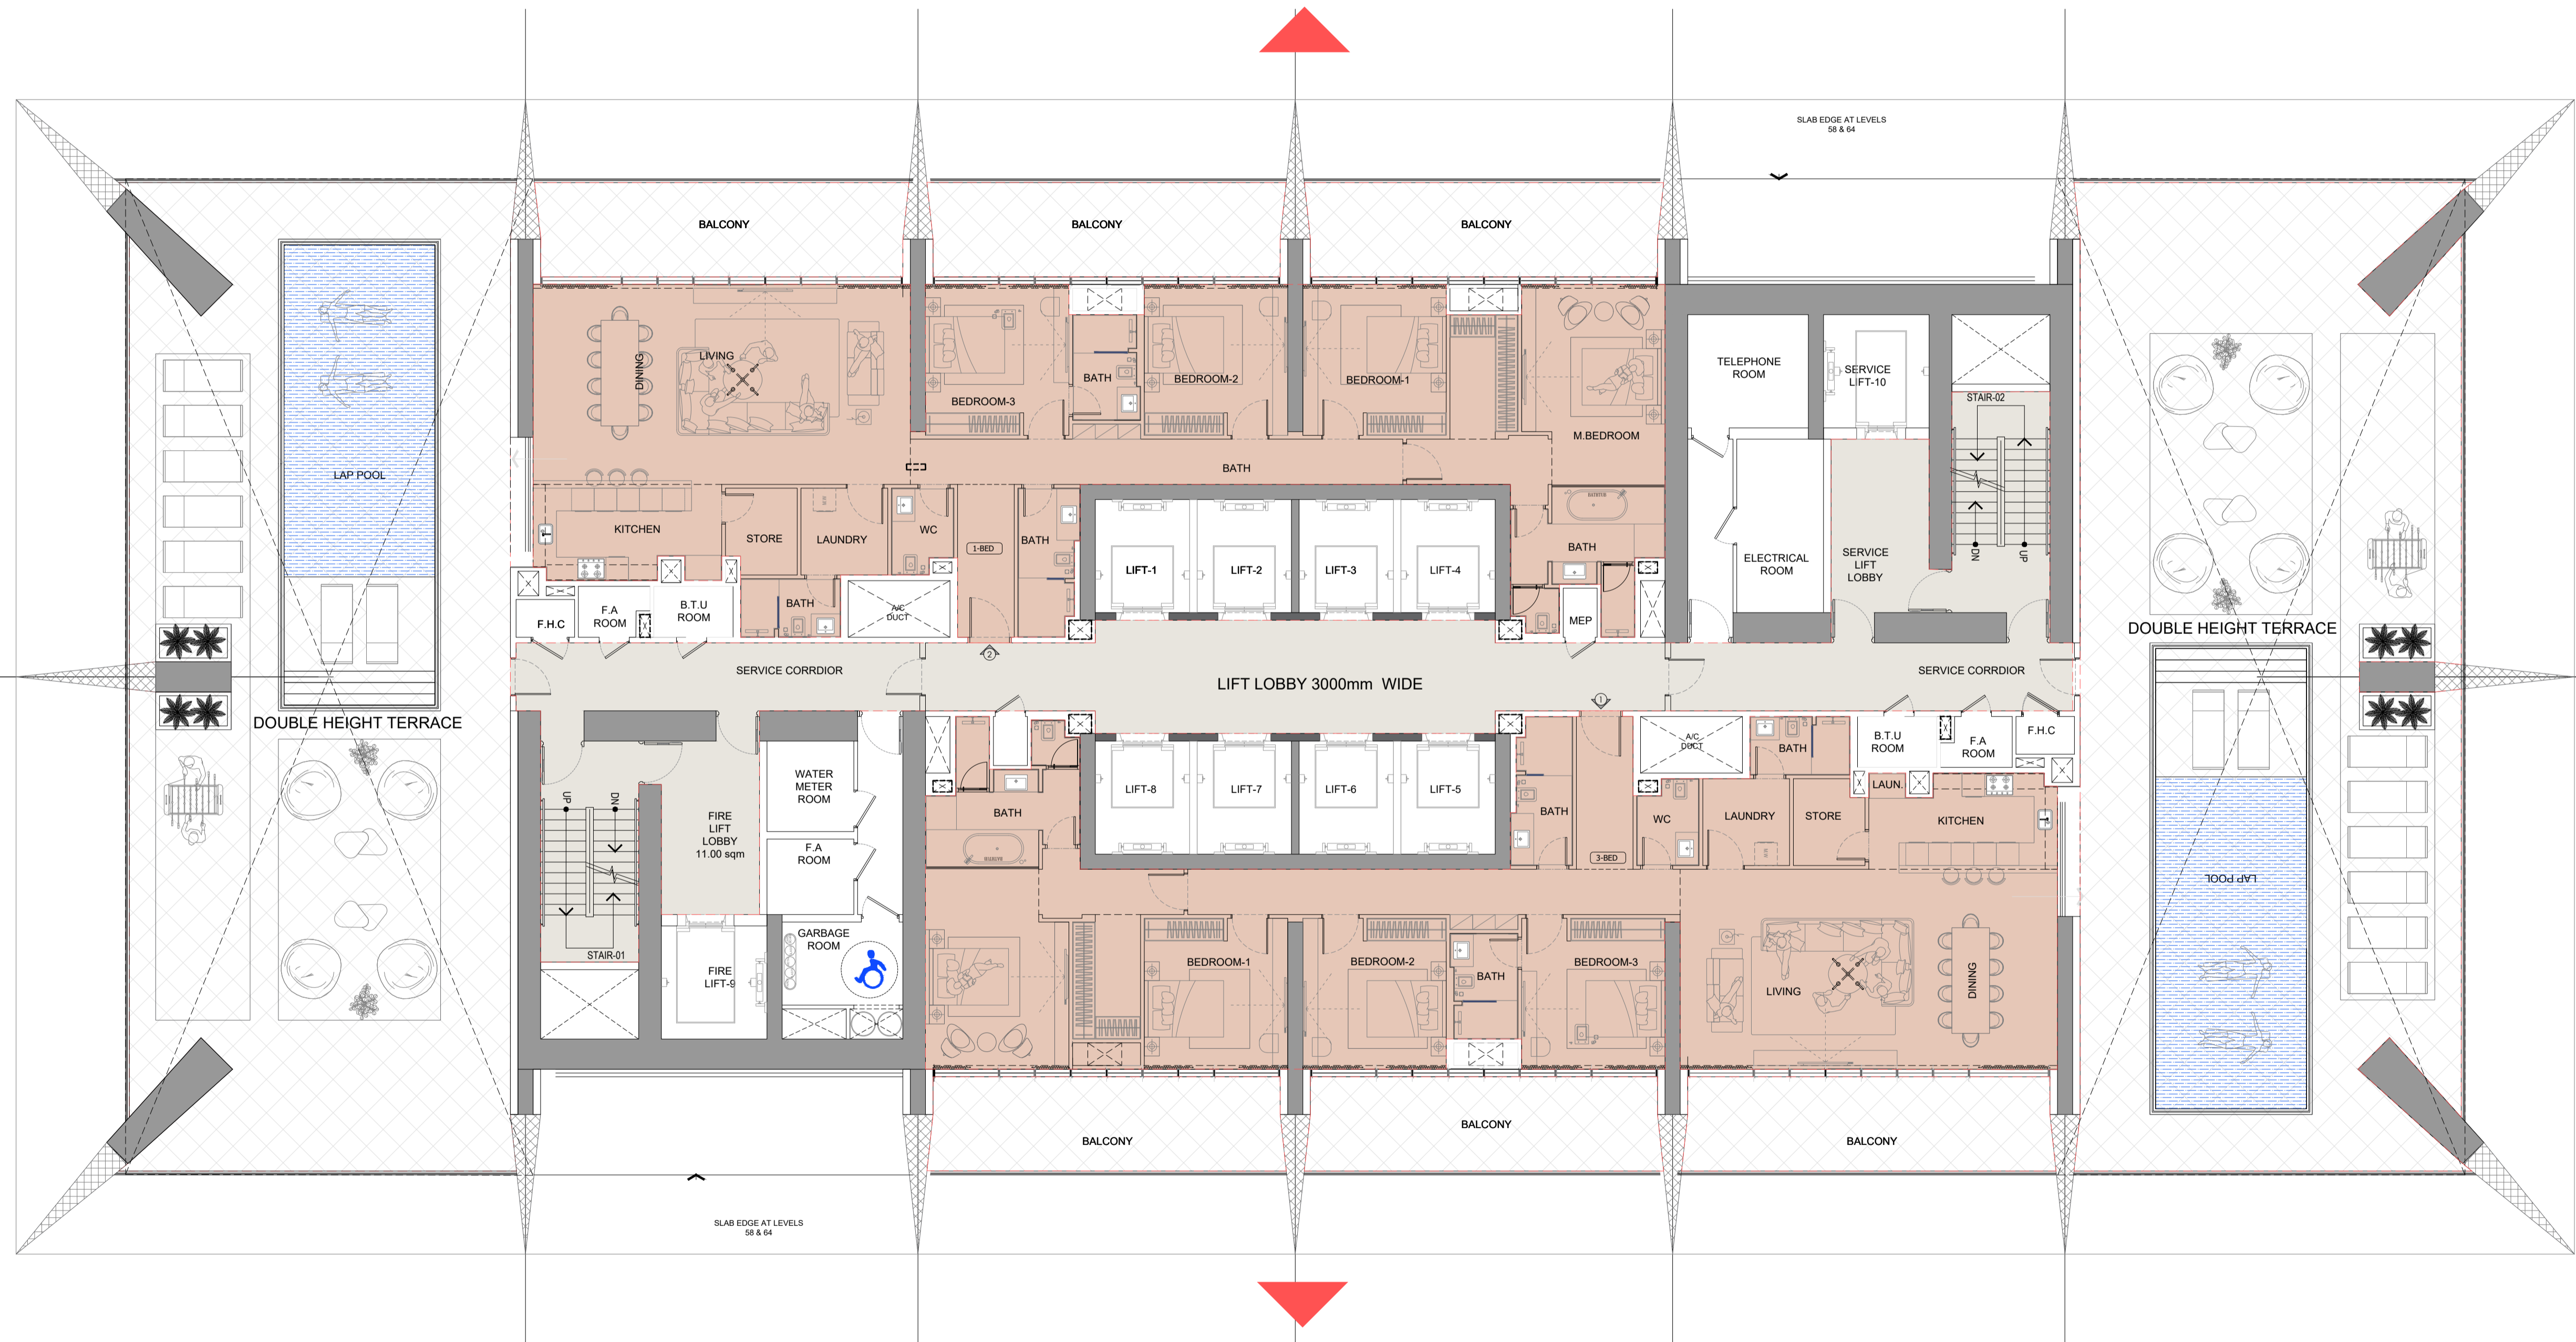 SLAB EDGE AT LEVELS
58 & 64
BALCONY
BALCONY
BALCONY
DINING
LIVING
BEDROOM-3
BATH
BEDROOM-2
BEDROOM-1
M.BEDROOM
TELEPHONE
ROOM
SERVICE
LIFT-10
STAIR-02
LAP POOL
BATH
KITCHEN
STORE
LAUNDRY
WC
1-BED
BATH
LIFT-1
LIFT-2
LIFT-3
LIFT-4
BATHTUB
BATH
ELECTRICAL
ROOM
SERVICE
LIFT
LOBBY
DN
UP
F.H.C
F.A
ROOM
B.T.U
ROOM
BATH
A/C
DUCT
MEP
DOUBLE HEIGHT TERRACE
SERVICE CORRDIOR
2
LIFT LOBBY 3000mm WIDE
1
SERVICE CORRDIOR
DOUBLE HEIGHT TERRACE
UP
DN
FIRE
LIFT
LOBBY
11.00 sqm
WATER
METER
ROOM
F.A
ROOM
BATH
BATHTUB
LIFT-8
LIFT-7
LIFT-6
LIFT-5
BATH
3-BED
A/C
DUCT
WC
BATH
LAUNDRY
STORE
B.T.U
ROOM
F.A
ROOM
F.H.C
LAUN.
KITCHEN
LAP POOL
STAIR-01
FIRE
LIFT-9
GARBAGE
ROOM
BEDROOM-1
BEDROOM-2
BATH
BEDROOM-3
LIVING
DINING
BALCONY
BALCONY
BALCONY
SLAB EDGE AT LEVELS
58 & 64